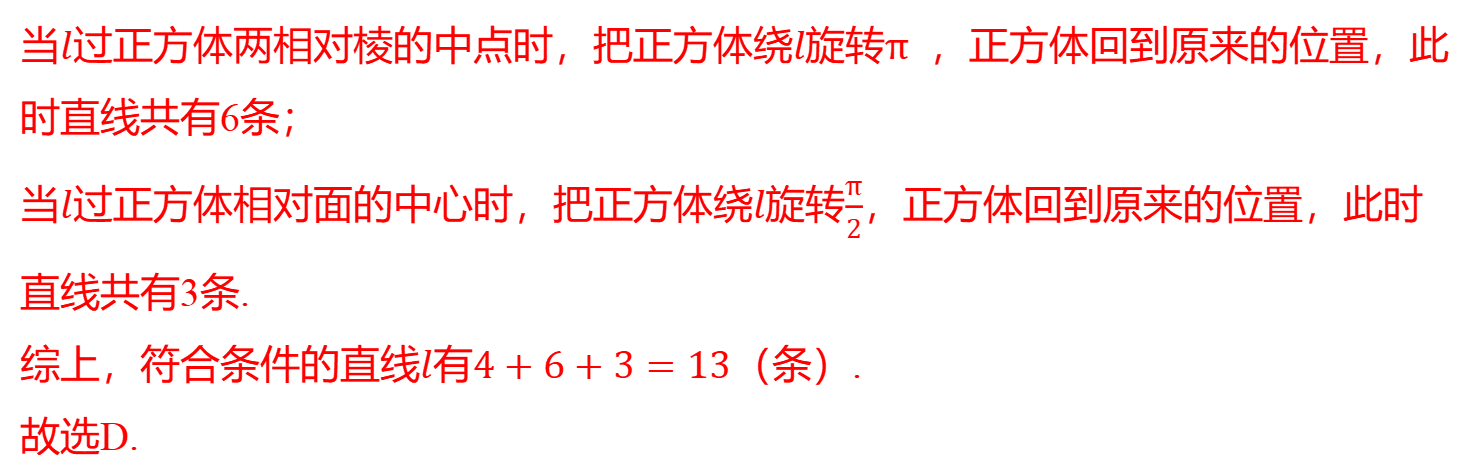 当l过正方体两相对棱的中点时，把正方体绕l旋转π ，正方体回到原来的位置，此
时直线共有6条；
当l过正方体相对面的中心时，把正方体绕l旋转π/2，正方体回到原来的位置，此时
直线共有3条.
综上，符合条件的直线l有4 + 6 + 3 = 13（条）.
故选D.